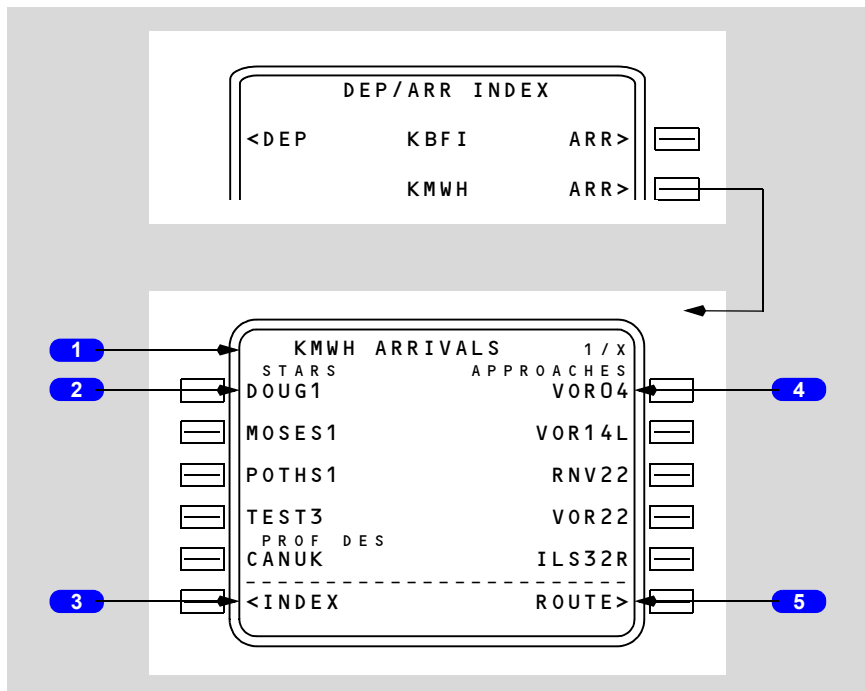 DEP/ARR INDEX
<DEP KBFI ARR>
KMWH ARR>
1 KMWH ARRIVALS 1/X
STARS APPROACHES
2 DOUG1 VOR04 4
MOSES1 VOR14L
POTHS1 RNV22
TEST3 VOR22
PROF DES
CANUK ILS32R
------------------------
3 <INDEX ROUTE> 5